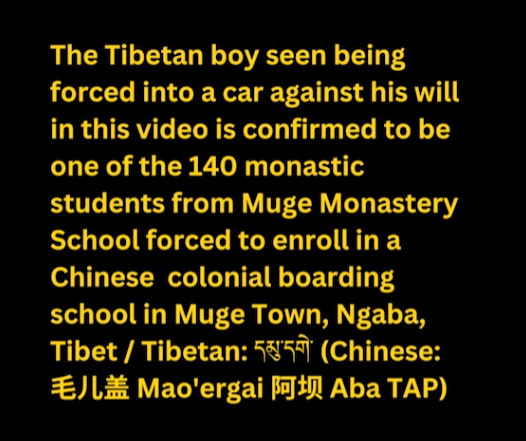 The Tibetan boy seen being
forced into a car against his will
in this video is confirmed to be
one of the 140 monastic
students from Muge Monastery
School forced to enroll in a
Chinese colonial boarding
school in Muge Town, Ngaba,
Tibet / Tibetan: དམུ་དགེ་ (Chinese:
毛儿盖 Mao'ergai 阿坝 Aba TAP)